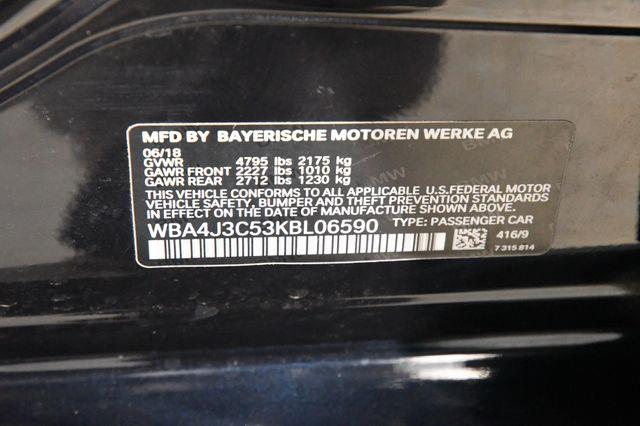 MFD BY BAYERISCHE MOTOREN WERKE AG
06/18
GVWR 4795 lbs 2175 kg
GAWR FRONT 2227 lbs 1010 kg
GAWR REAR 2712 lbs 1230 kg
THIS VEHICLE CONFORMS TO ALL APPLICABLE U.S.FEDERAL MOTOR
VEHICLE SAFETY, BUMPER, AND THEFT PREVENTION STANDARDS
IN EFFECT ON THE DATE OF MANUFACTURE SHOWN ABOVE.
WBA4J3C53KBL06590 TYPE: PASSENGER CAR
416/9
7 315 814